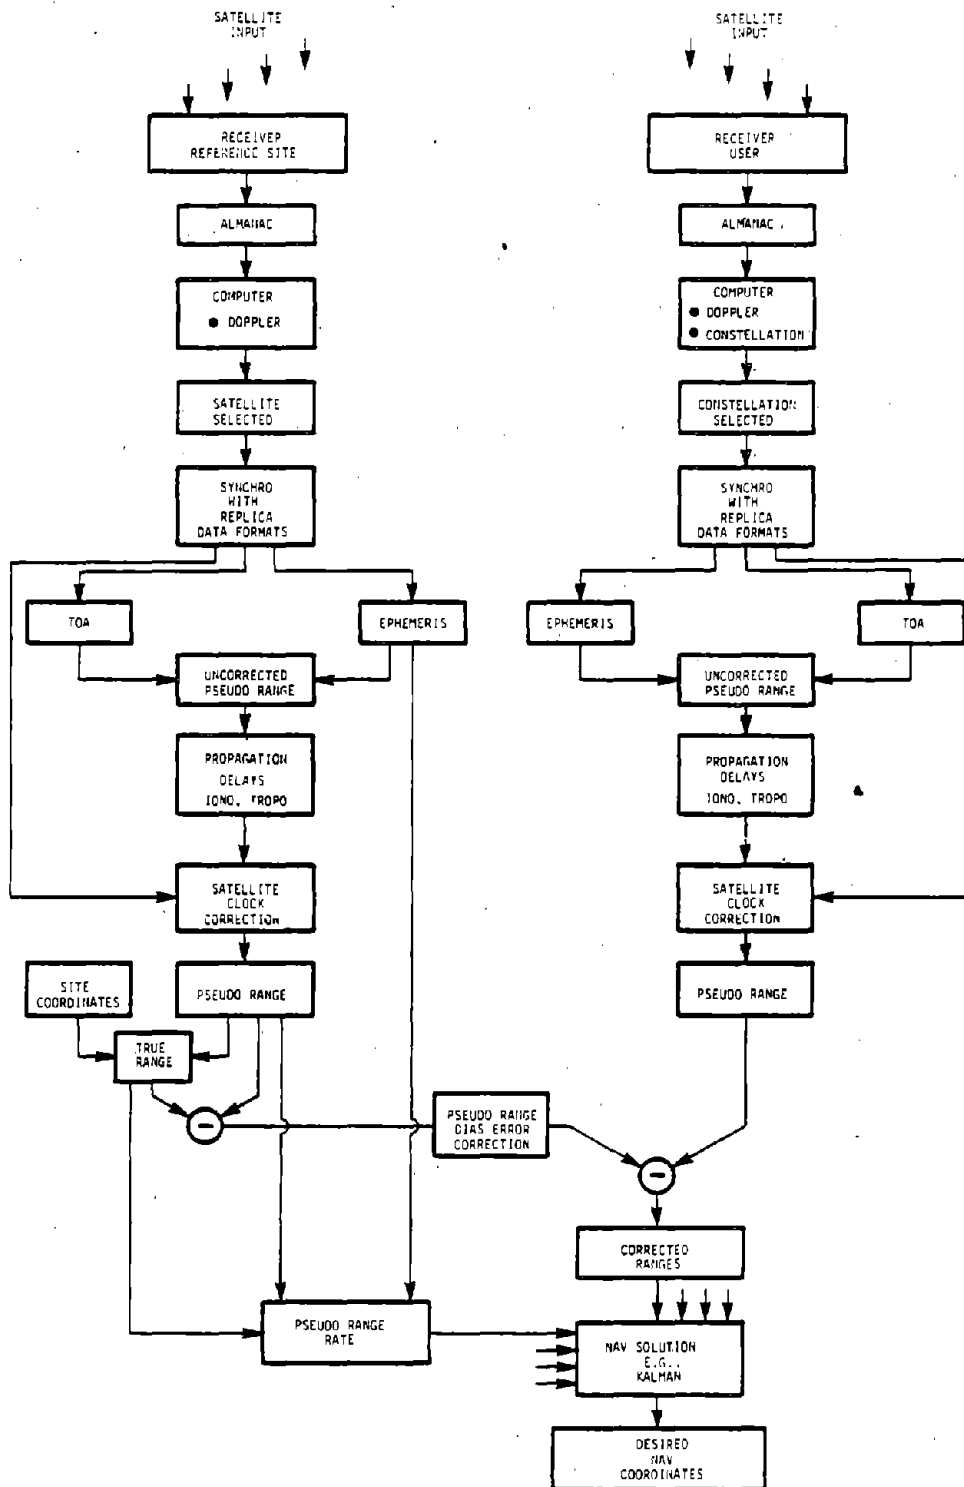 SATELLITE
INPUT
RECEIVER
REFERENCE SITE
ALMANAC
COMPUTER
● DOPPLER
SATELLITE
SELECTED
SYNCHRO
WITH
REPLICA
DATA FORMATS
TOA
EPHEMERIS
UNCORRECTED
PSEUDO RANGE
PROPAGATION
DELAYS
IONO, TROPO
SATELLITE
CLOCK
CORRECTION
SITE
COORDINATES
PSEUDO RANGE
TRUE
RANGE
−
PSEUDO RANGE
DIAS ERROR
CORRECTION
PSEUDO RANGE
RATE
SATELLITE
INPUT
RECEIVER
USER
ALMANAC
COMPUTER
● DOPPLER
● CONSTELLATION
CONSTELLATION
SELECTED
SYNCHRO
WITH
REPLICA
DATA FORMATS
EPHEMERIS
TOA
UNCORRECTED
PSEUDO RANGE
PROPAGATION
DELAYS
IONO, TROPO
SATELLITE
CLOCK
CORRECTION
PSEUDO RANGE
−
CORRECTED
RANGES
NAV SOLUTION
E.G.,
KALMAN
DESIRED
NAV
COORDINATES